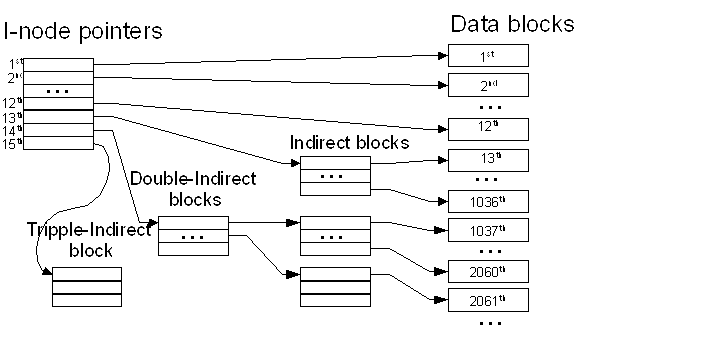 Data blocks
I-node pointers
1st
2nd
...
12th
13th
14th
15th
1st
2nd
...
12th
Indirect blocks
13th
...
...
1036th
Double-Indirect
blocks
Tripple-Indirect
block
...
...
1037th
...
2060th
2061th
...